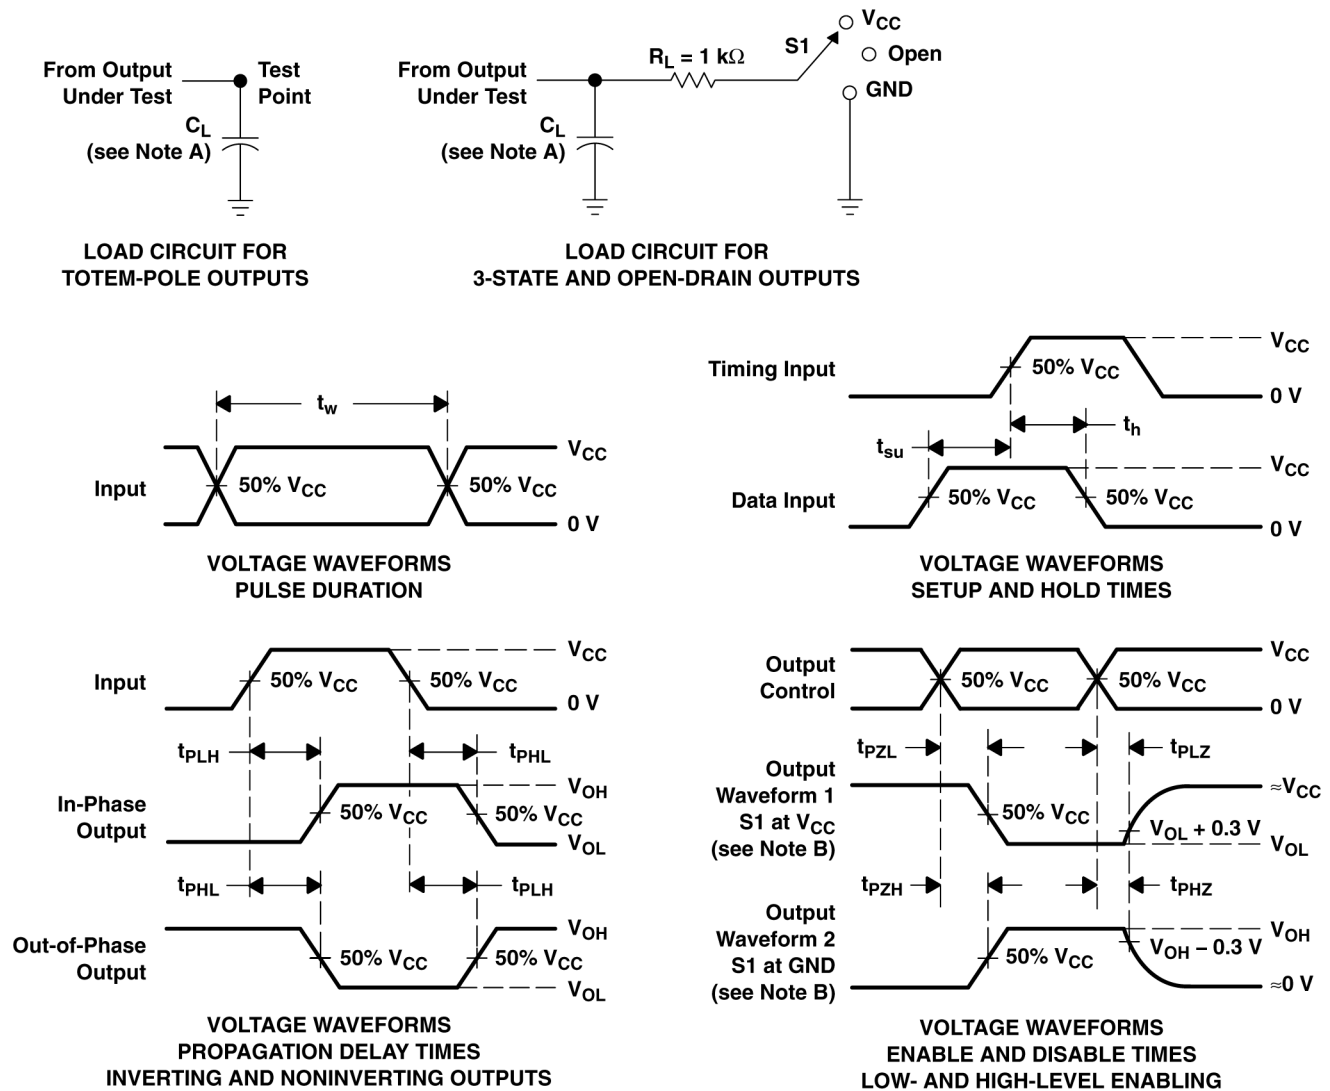 From Output
Under Test
Test
Point
CL
(see Note A)
LOAD CIRCUIT FOR
TOTEM-POLE OUTPUTS
From Output
Under Test
RL = 1 kΩ
S1
VCC
Open
GND
CL
(see Note A)
LOAD CIRCUIT FOR
3-STATE AND OPEN-DRAIN OUTPUTS
tw
Input
50% VCC
50% VCC
VCC
0 V
VOLTAGE WAVEFORMS
PULSE DURATION
Timing Input
50% VCC
VCC
0 V
th
tsu
Data Input
50% VCC
50% VCC
VCC
0 V
VOLTAGE WAVEFORMS
SETUP AND HOLD TIMES
Input
50% VCC
50% VCC
VCC
0 V
tPLH
tPHL
In-Phase
Output
50% VCC
50% VCC
VOH
VOL
tPHL
tPLH
Out-of-Phase
Output
50% VCC
50% VCC
VOH
VOL
VOLTAGE WAVEFORMS
PROPAGATION DELAY TIMES
INVERTING AND NONINVERTING OUTPUTS
Output
Control
50% VCC
50% VCC
VCC
0 V
tPZL
tPLZ
Output
Waveform 1
S1 at VCC
(see Note B)
50% VCC
VOL + 0.3 V
≈VCC
VOL
tPZH
tPHZ
Output
Waveform 2
S1 at GND
(see Note B)
50% VCC
VOH − 0.3 V
VOH
≈0 V
VOLTAGE WAVEFORMS
ENABLE AND DISABLE TIMES
LOW- AND HIGH-LEVEL ENABLING